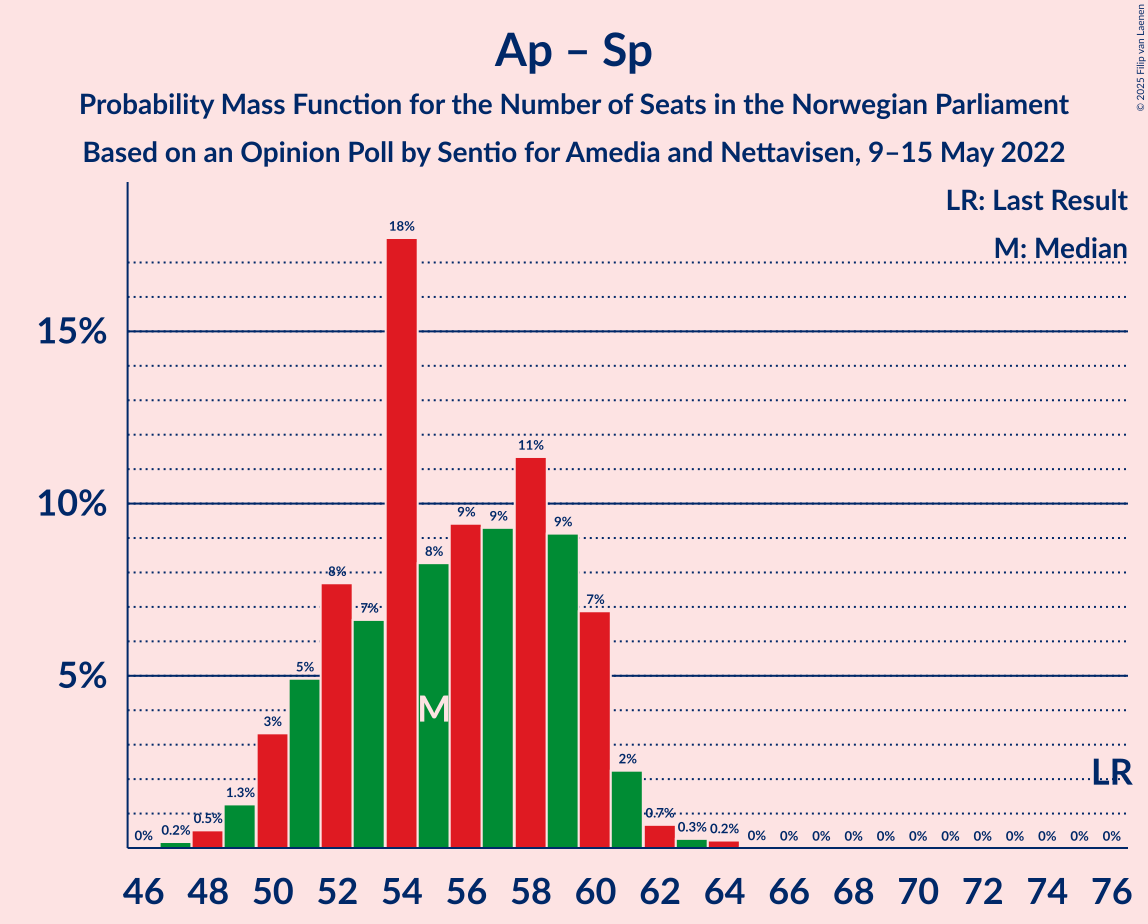 Ap – Sp
Probability Mass Function for the Number of Seats in the Norwegian Parliament
Based on an Opinion Poll by Sentio for Amedia and Nettavisen, 9–15 May 2022
© 2025 Filip van Laenen
LR: Last Result
M: Median
15%
10%
5%
0% 0.2% 0.5% 1.3% 3% 5% 8% 7% 18% 8% 9% 9% 11% 9% 7% 2% 0.7% 0.3% 0.2% 0% 0% 0% 0% 0% 0% 0% 0% 0% 0% 0% 0%
M
LR
46 48 50 52 54 56 58 60 62 64 66 68 70 72 74 76